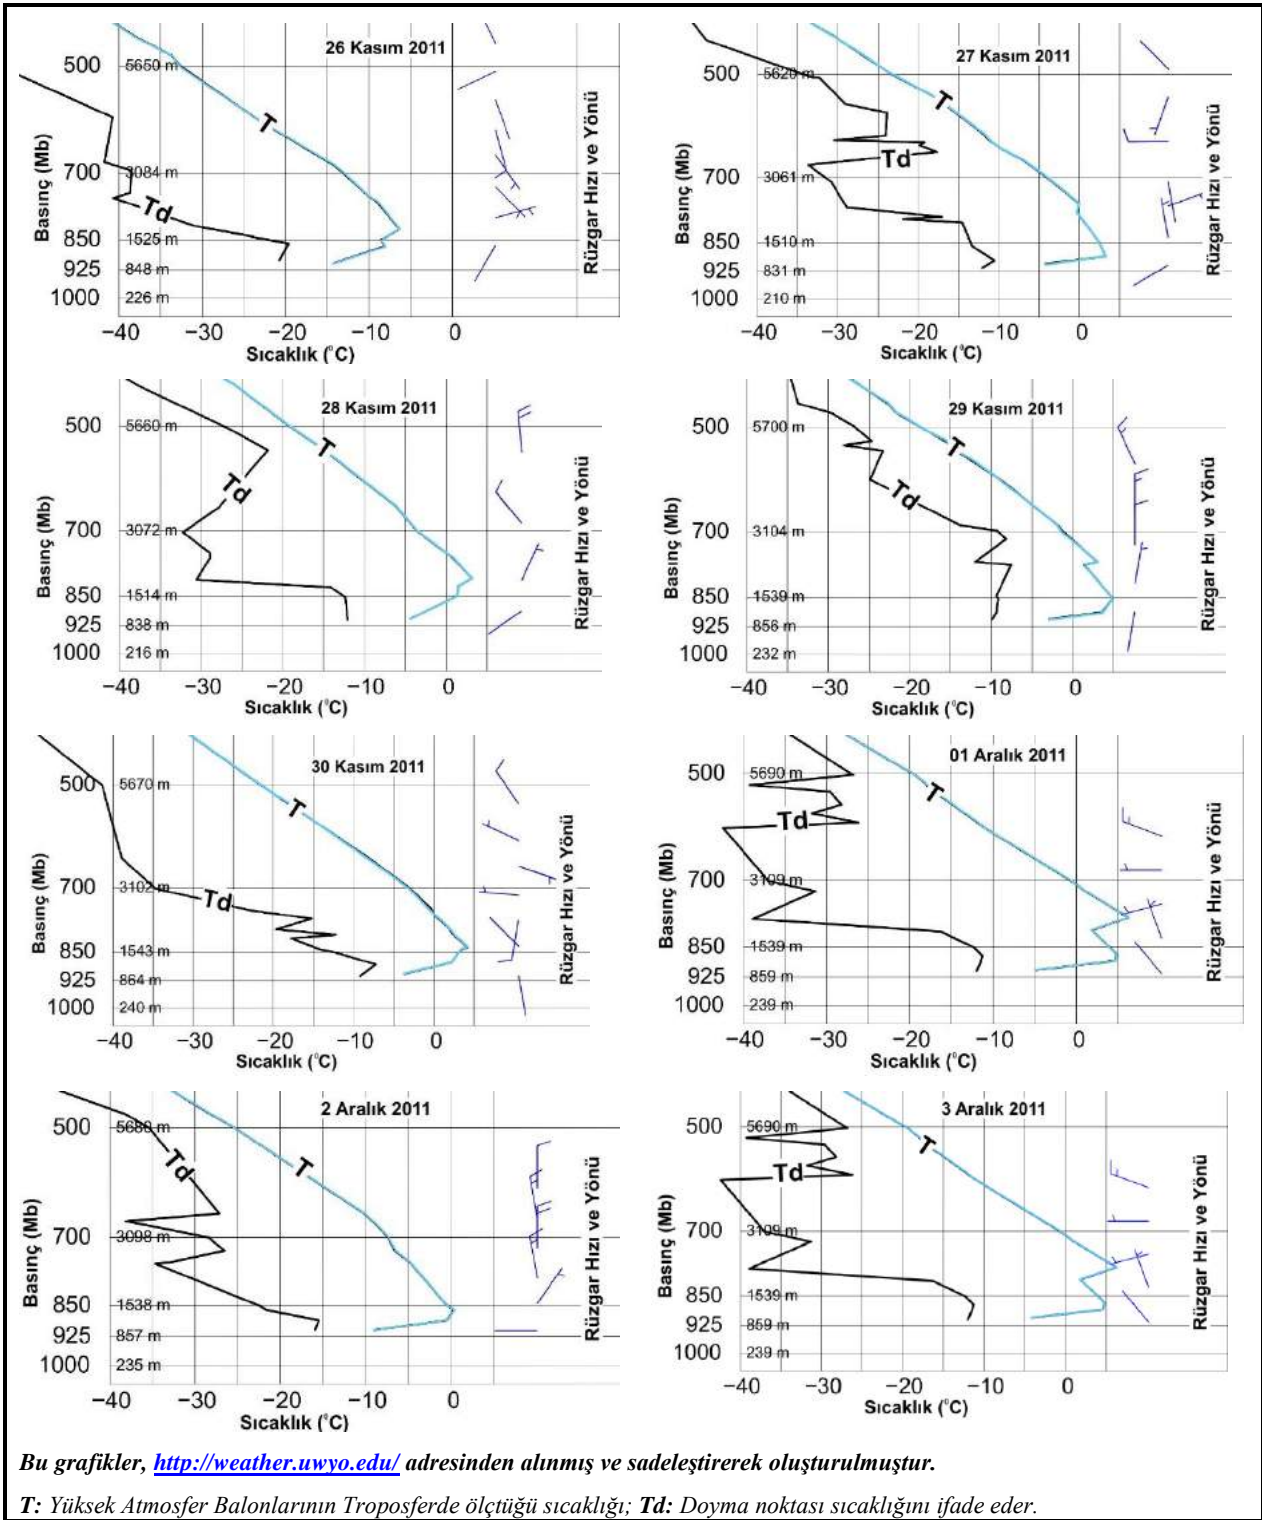 26 Kasım 2011
Basınç (Mb)
500 5650 m
700 3084 m
850 1525 m
925 848 m
1000 226 m
T
Td
−40 −30 −20 −10 0
Sıcaklık (°C)
Rüzgar Hızı ve Yönü
27 Kasım 2011
Basınç (Mb)
500 5620 m
700 3061 m
850 1510 m
925 831 m
1000 210 m
T
Td
−40 −30 −20 −10 0
Sıcaklık (°C)
Rüzgar Hızı ve Yönü
28 Kasım 2011
Basınç (Mb)
500 5660 m
700 3072 m
850 1514 m
925 838 m
1000 216 m
T
Td
−40 −30 −20 −10 0
Sıcaklık (°C)
Rüzgar Hızı ve Yönü
29 Kasım 2011
Basınç (Mb)
500 5700 m
700 3104 m
850 1539 m
925 856 m
1000 232 m
T
Td
−40 −30 −20 −10 0
Sıcaklık (°C)
Rüzgar Hızı ve Yönü
30 Kasım 2011
Basınç (Mb)
500 5670 m
700 3102 m
850 1543 m
925 864 m
1000 240 m
T
Td
−40 −30 −20 −10 0
Sıcaklık (°C)
Rüzgar Hızı ve Yönü
01 Aralık 2011
Basınç (Mb)
500 5690 m
700 3109 m
850 1539 m
925 859 m
1000 239 m
T
Td
−40 −30 −20 −10 0
Sıcaklık (°C)
Rüzgar Hızı ve Yönü
2 Aralık 2011
Basınç (Mb)
500 5680 m
700 3098 m
850 1538 m
925 857 m
1000 235 m
T
Td
−40 −30 −20 −10 0
Sıcaklık (°C)
Rüzgar Hızı ve Yönü
3 Aralık 2011
Basınç (Mb)
500 5690 m
700 3109 m
850 1539 m
925 859 m
1000 239 m
T
Td
−40 −30 −20 −10 0
Sıcaklık (°C)
Rüzgar Hızı ve Yönü
Bu grafikler, http://weather.uwyo.edu/ adresinden alınmış ve sadeleştirerek oluşturulmuştur.
T: Yüksek Atmosfer Balonlarının Troposferde ölçtüğü sıcaklığı; Td: Doyma noktası sıcaklığını ifade eder.